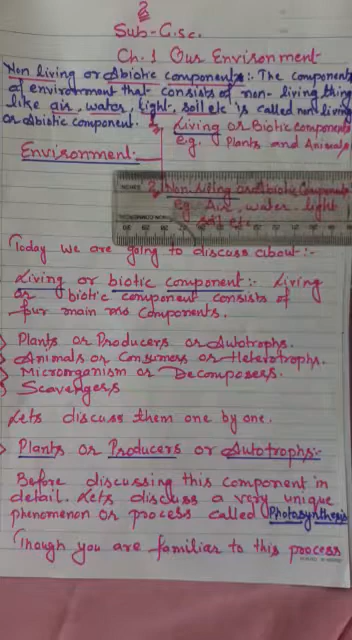 2
Sub-G.sc.
Ch. 1 Our Environment
Non living or Abiotic components:- The components
of environment that consists of non-living thing
like air, water, light, soil etc is called non living
or Abiotic component.
1. Living or Biotic Components
e.g. Plants and Animals
Environment:-
2. Non living or Abiotic Components
e.g. Air, water, light
soil etc
Today we are going to discuss about:-
Living or biotic component:- Living
or biotic component consists of
four main components.
Plants or Producers or Autotrophs.
Animals or Consumers or Heterotrophs.
Microorganism or Decomposers.
Scavengers
Lets discuss them one by one.
Plants or Producers or Autotrophs:-
Before discussing this component in
detail. Lets discuss a very unique
phenomenon or process called Photosynthesis
Though you are familiar to this process